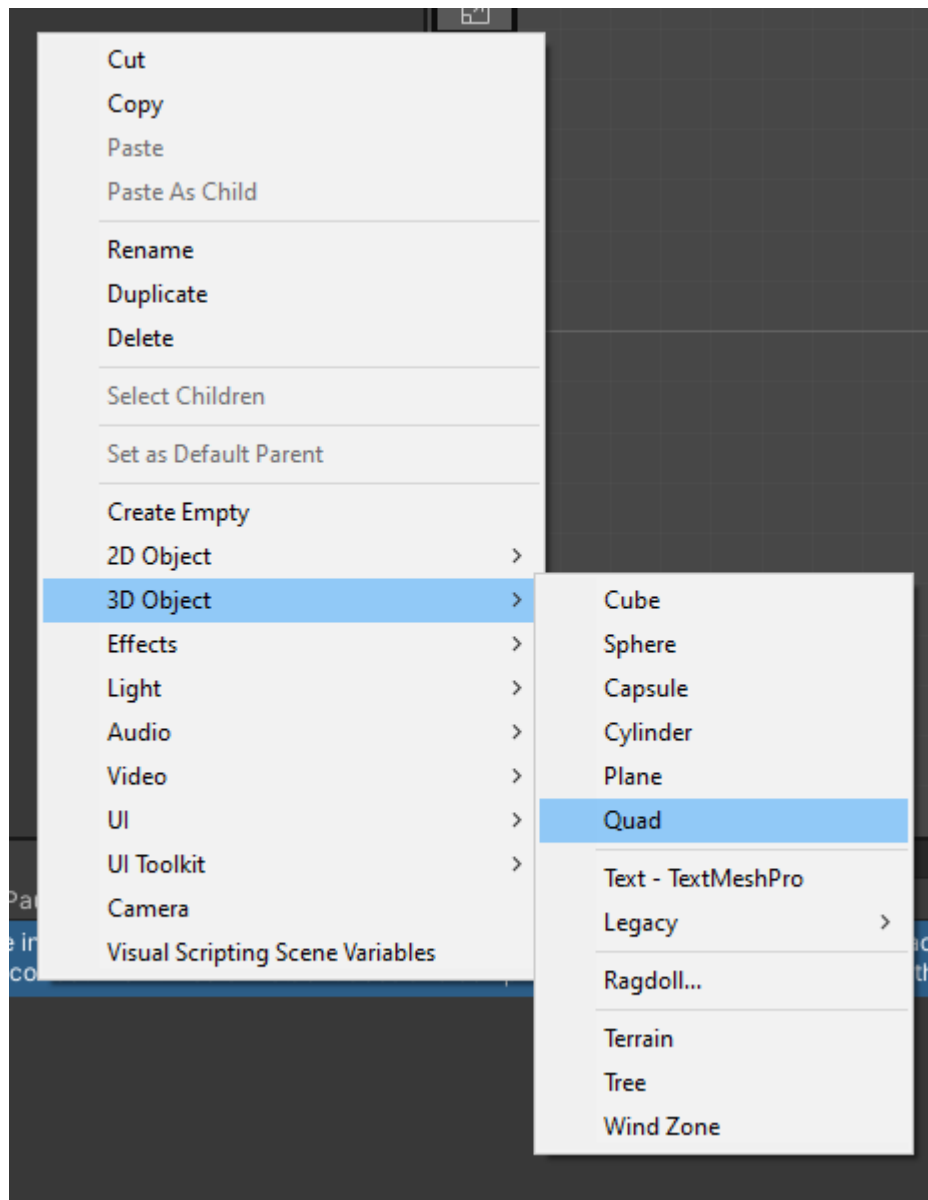 Cut
Copy
Paste
Paste As Child
Rename
Duplicate
Delete
Select Children
Set as Default Parent
Create Empty
2D Object
3D Object
Effects
Light
Audio
Video
UI
UI Toolkit
Camera
Visual Scripting Scene Variables
Cube
Sphere
Capsule
Cylinder
Plane
Quad
Text - TextMeshPro
Legacy
Ragdoll...
Terrain
Tree
Wind Zone